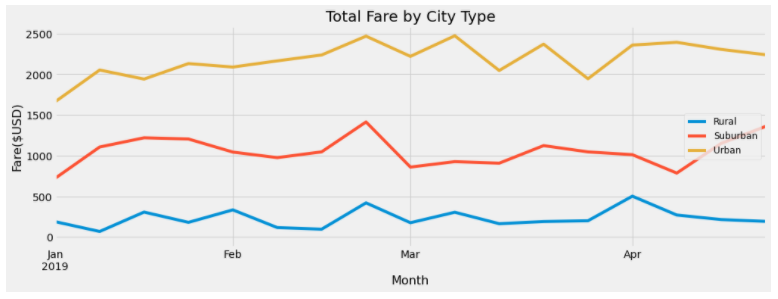 Total Fare by City Type
Fare($USD)
2500
2000
1500
1000
500
0
Rural
Suburban
Urban
Jan
2019
Feb
Mar
Apr
Month